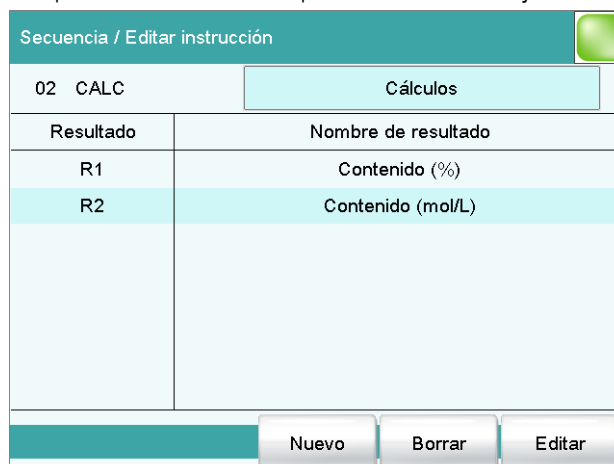 Secuencia / Editar instrucción
02 CALC Cálculos
Resultado Nombre de resultado
R1 Contenido (%)
R2 Contenido (mol/L)
Nuevo Borrar Editar